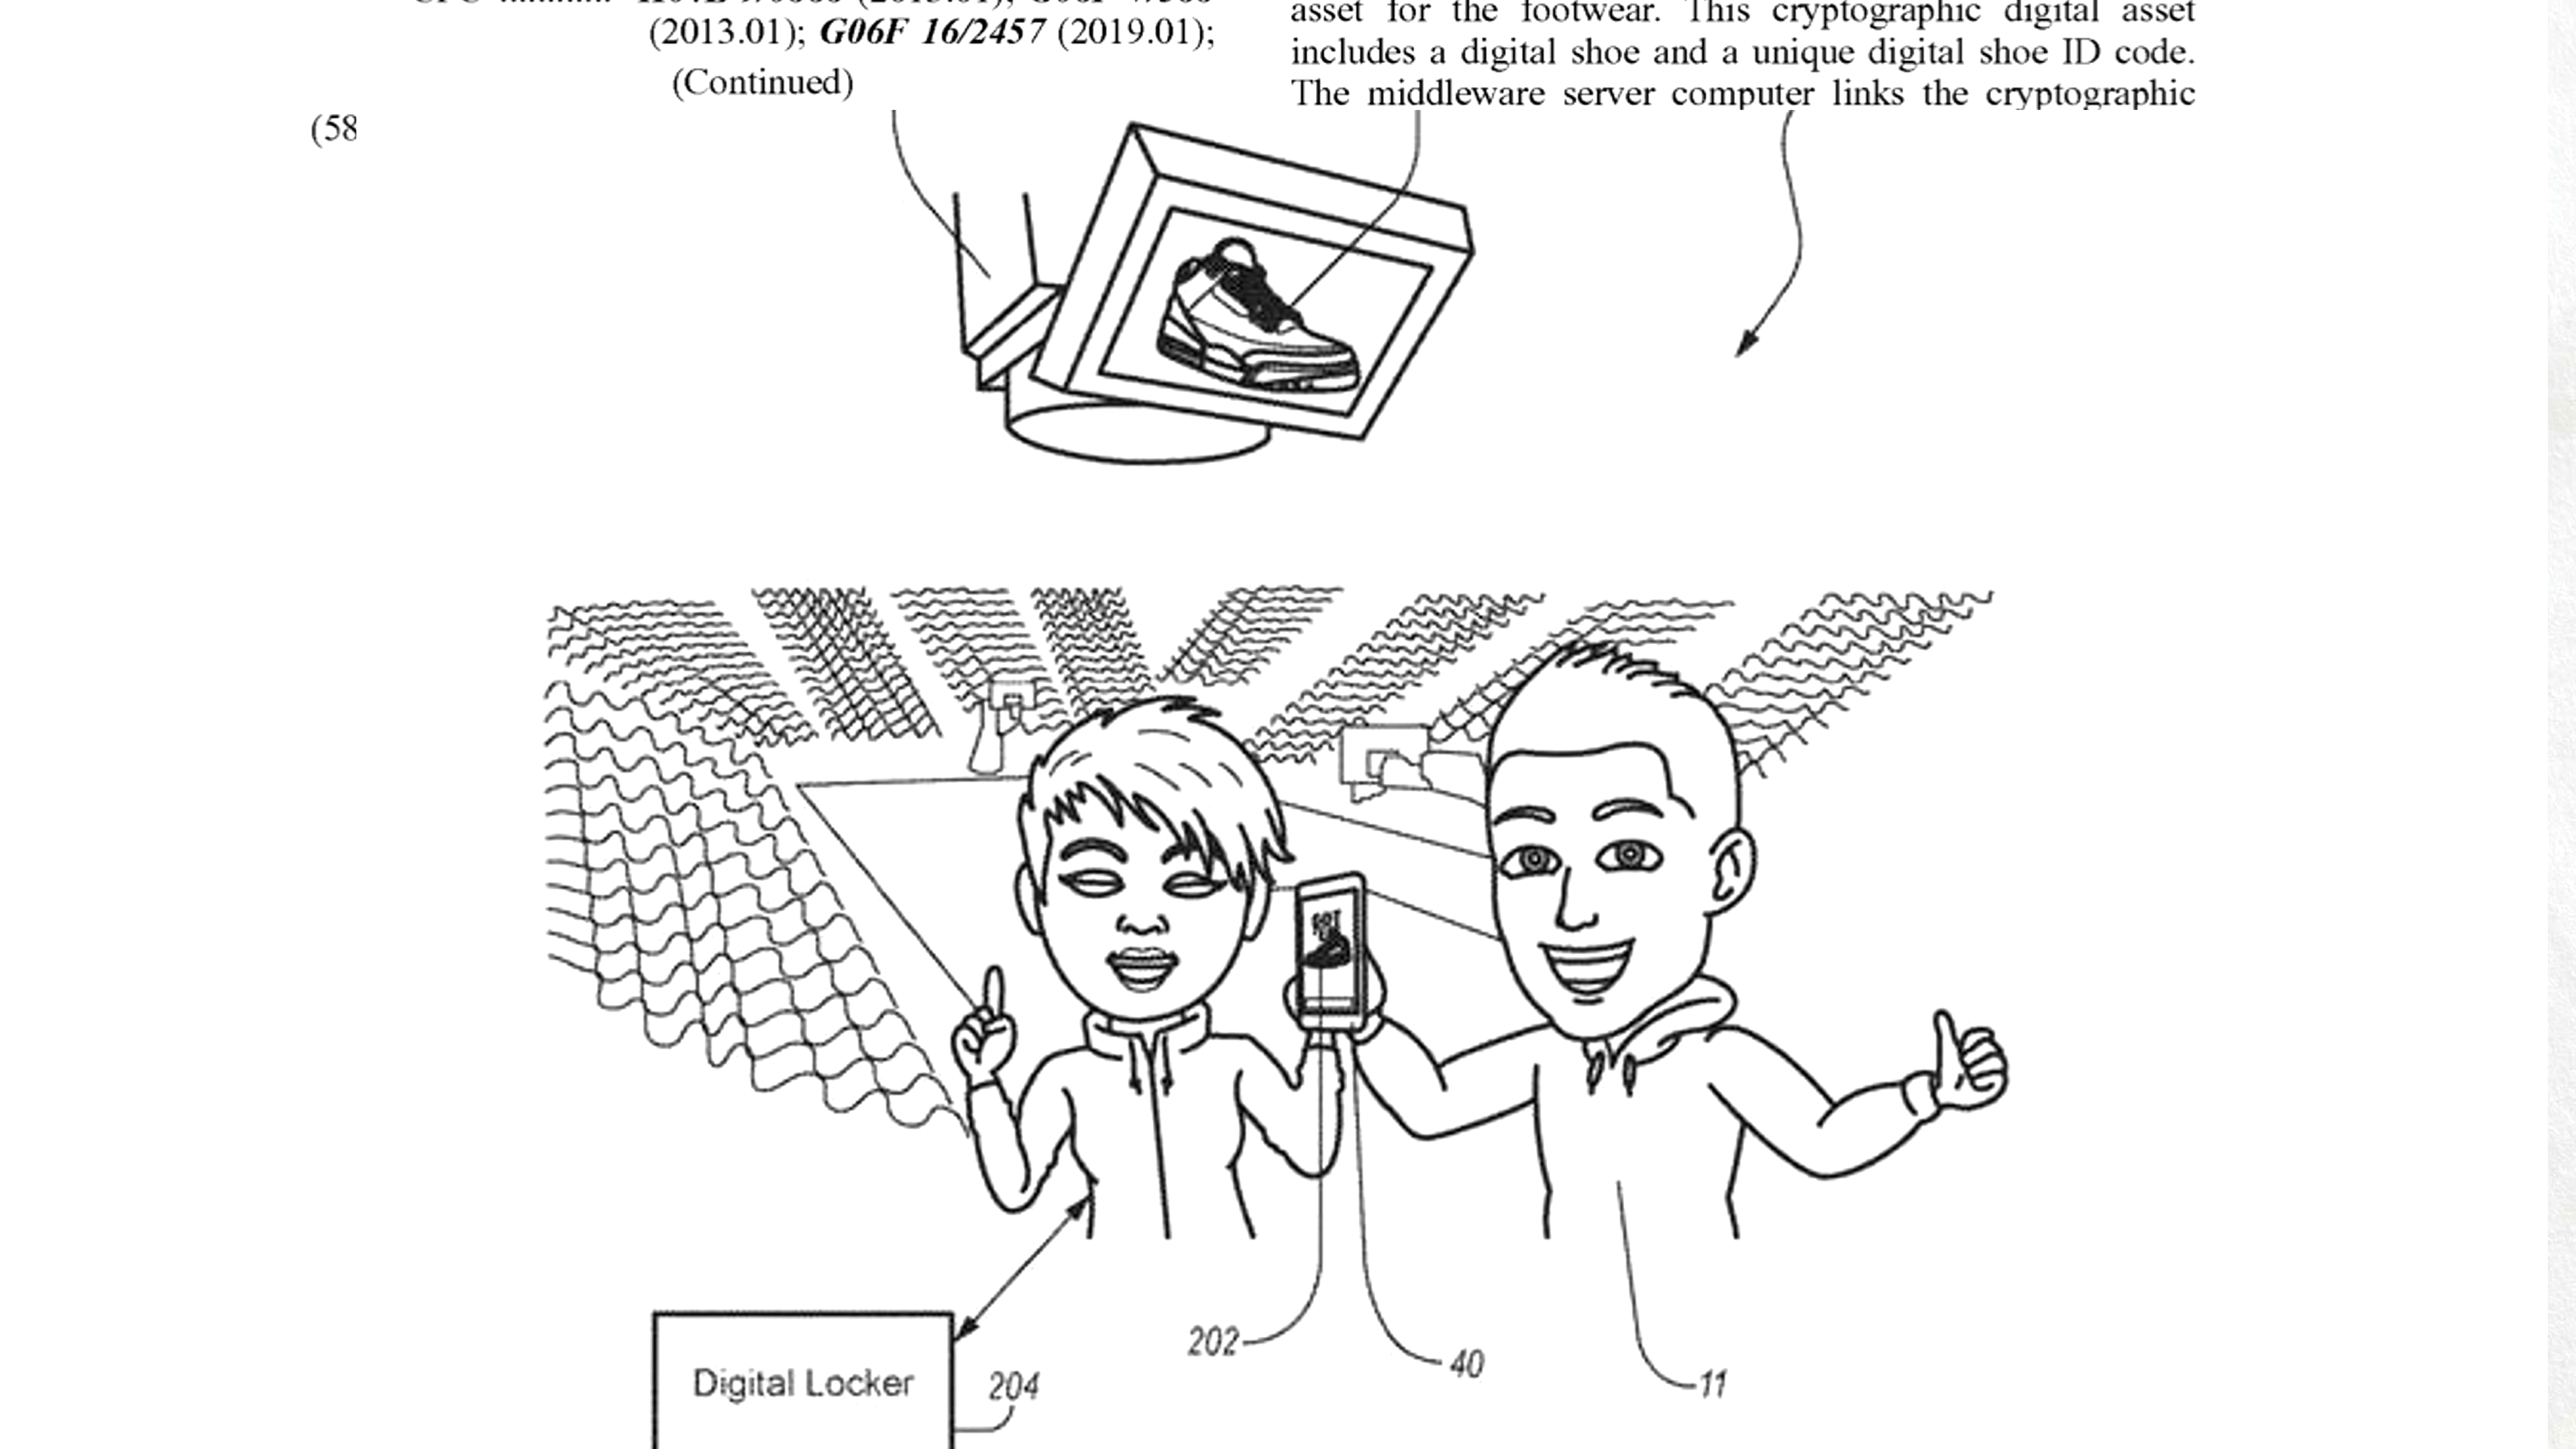 (2013.01); G06F 16/2457 (2019.01);
(Continued)
(58
asset for the footwear. This cryptographic digital asset
includes a digital shoe and a unique digital shoe ID code.
The middleware server computer links the cryptographic
202
40
11
Digital Locker
204